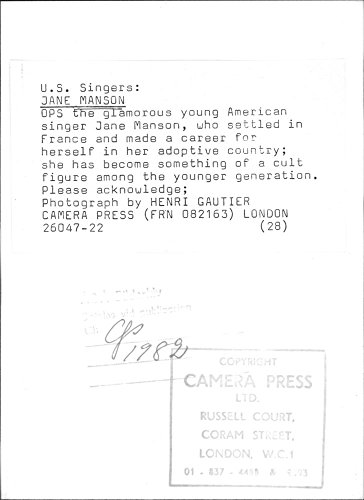 U.S. Singers:
JANE MANSON
OPS the glamorous young American
singer Jane Manson, who settled in
France and made a career for
herself in her adoptive country;
she has become something of a cult
figure among the younger generation.
Please acknowledge;
Photograph by HENRI GAUTIER
CAMERA PRESS (FRN 082163) LONDON
26047-22 (28)
publication
1982
COPYRIGHT
CAMERA PRESS
LTD.
RUSSELL COURT,
CORAM STREET,
LONDON, W.C.1
01 - 837 -